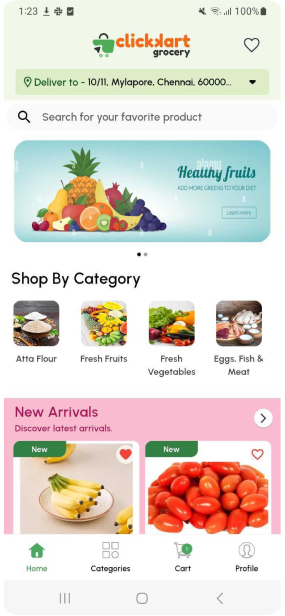 1:23
100%
clickkart
grocery
Deliver to - 10/11, Mylapore, Chennai, 60000...
Search for your favorite product
Healthy fruits
ADD MORE GREENS TO YOUR DIET
Learn more
Shop By Category
Atta Flour
Fresh Fruits
Fresh
Vegetables
Eggs, Fish &
Meat
New Arrivals
Discover latest arrivals.
New
New
Home
Categories
1
Cart
Profile